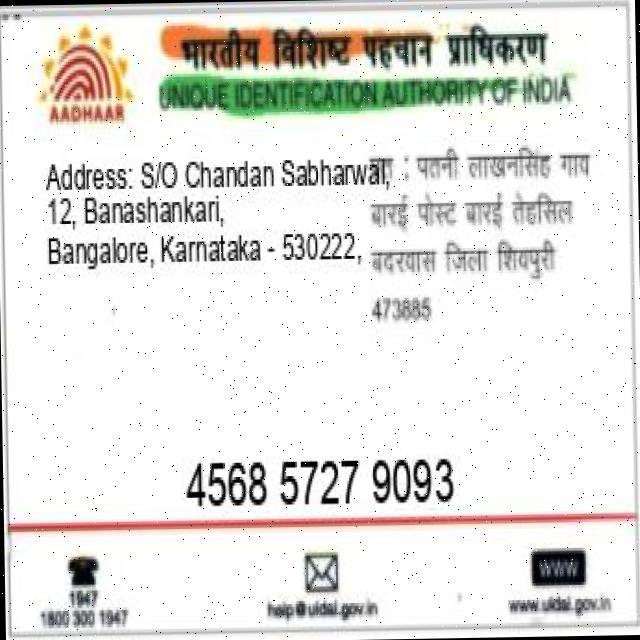 भारतीय विशिष्ट पहचान प्राधिकरण
UNIQUE IDENTIFICATION AUTHORITY OF INDIA
AADHAAR
Address: S/O Chandan Sabharwal,
12, Banashankari,
Bangalore, Karnataka - 530222,
: पतनी लाखनसिंह गाव
बारई पोस्ट बारई तेहसिल
बदरवास जिला शिवपुरी
473885
4568 5727 9093
1947
1800 300 1947
help@uidai.gov.in
WWW
www.uidai.gov.in